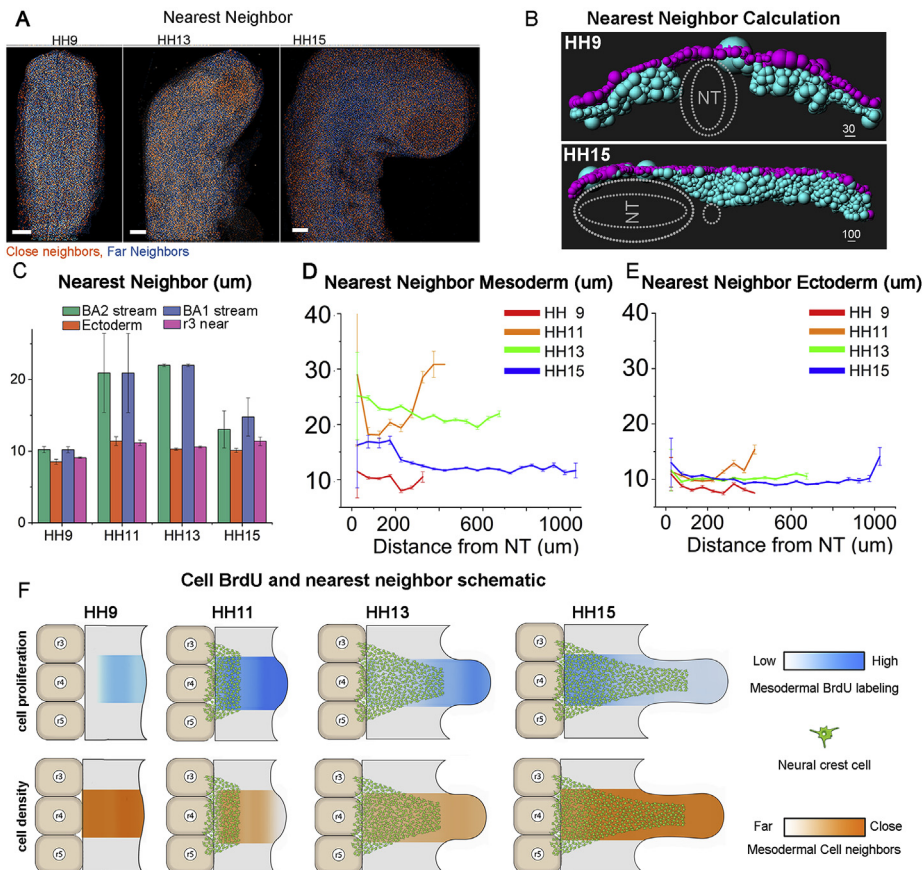 A
Nearest Neighbor
HH9
HH13
HH15
Close neighbors, Far Neighbors
B
Nearest Neighbor Calculation
HH9
NT
30
HH15
NT
100
C
Nearest Neighbor (um)
BA2 stream
BA1 stream
Ectoderm
r3 near
20
10
0
HH9
HH11
HH13
HH15
D
Nearest Neighbor Mesoderm (um)
40
30
20
10
HH 9
HH11
HH13
HH15
0
200
600
1000
Distance from NT (um)
E
Nearest Neighbor Ectoderm (um)
40
30
20
10
HH 9
HH11
HH13
HH15
0
200
600
1000
Distance from NT (um)
Cell BrdU and nearest neighbor schematic
F
HH9
HH11
HH13
HH15
cell proliferation
r3
r4
r5
r3
r4
r5
r3
r4
r5
r3
r4
r5
Low
High
Mesodermal BrdU labeling
Neural crest cell
cell density
r3
r4
r5
r3
r4
r5
r3
r4
r5
r3
r4
r5
Far
Close
Mesodermal Cell neighbors